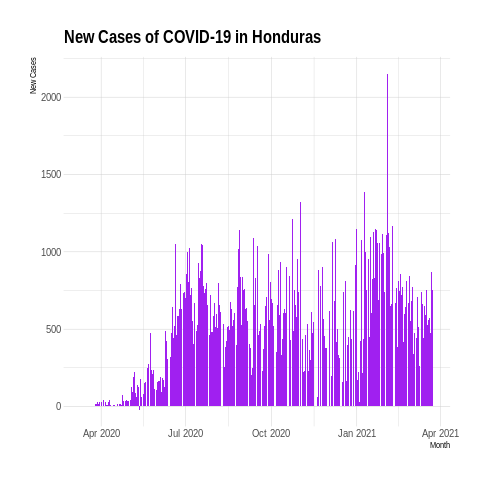 New Cases of COVID-19 in Honduras
New Cases
2000
1500
1000
500
0
Apr 2020
Jul 2020
Oct 2020
Jan 2021
Apr 2021
Month